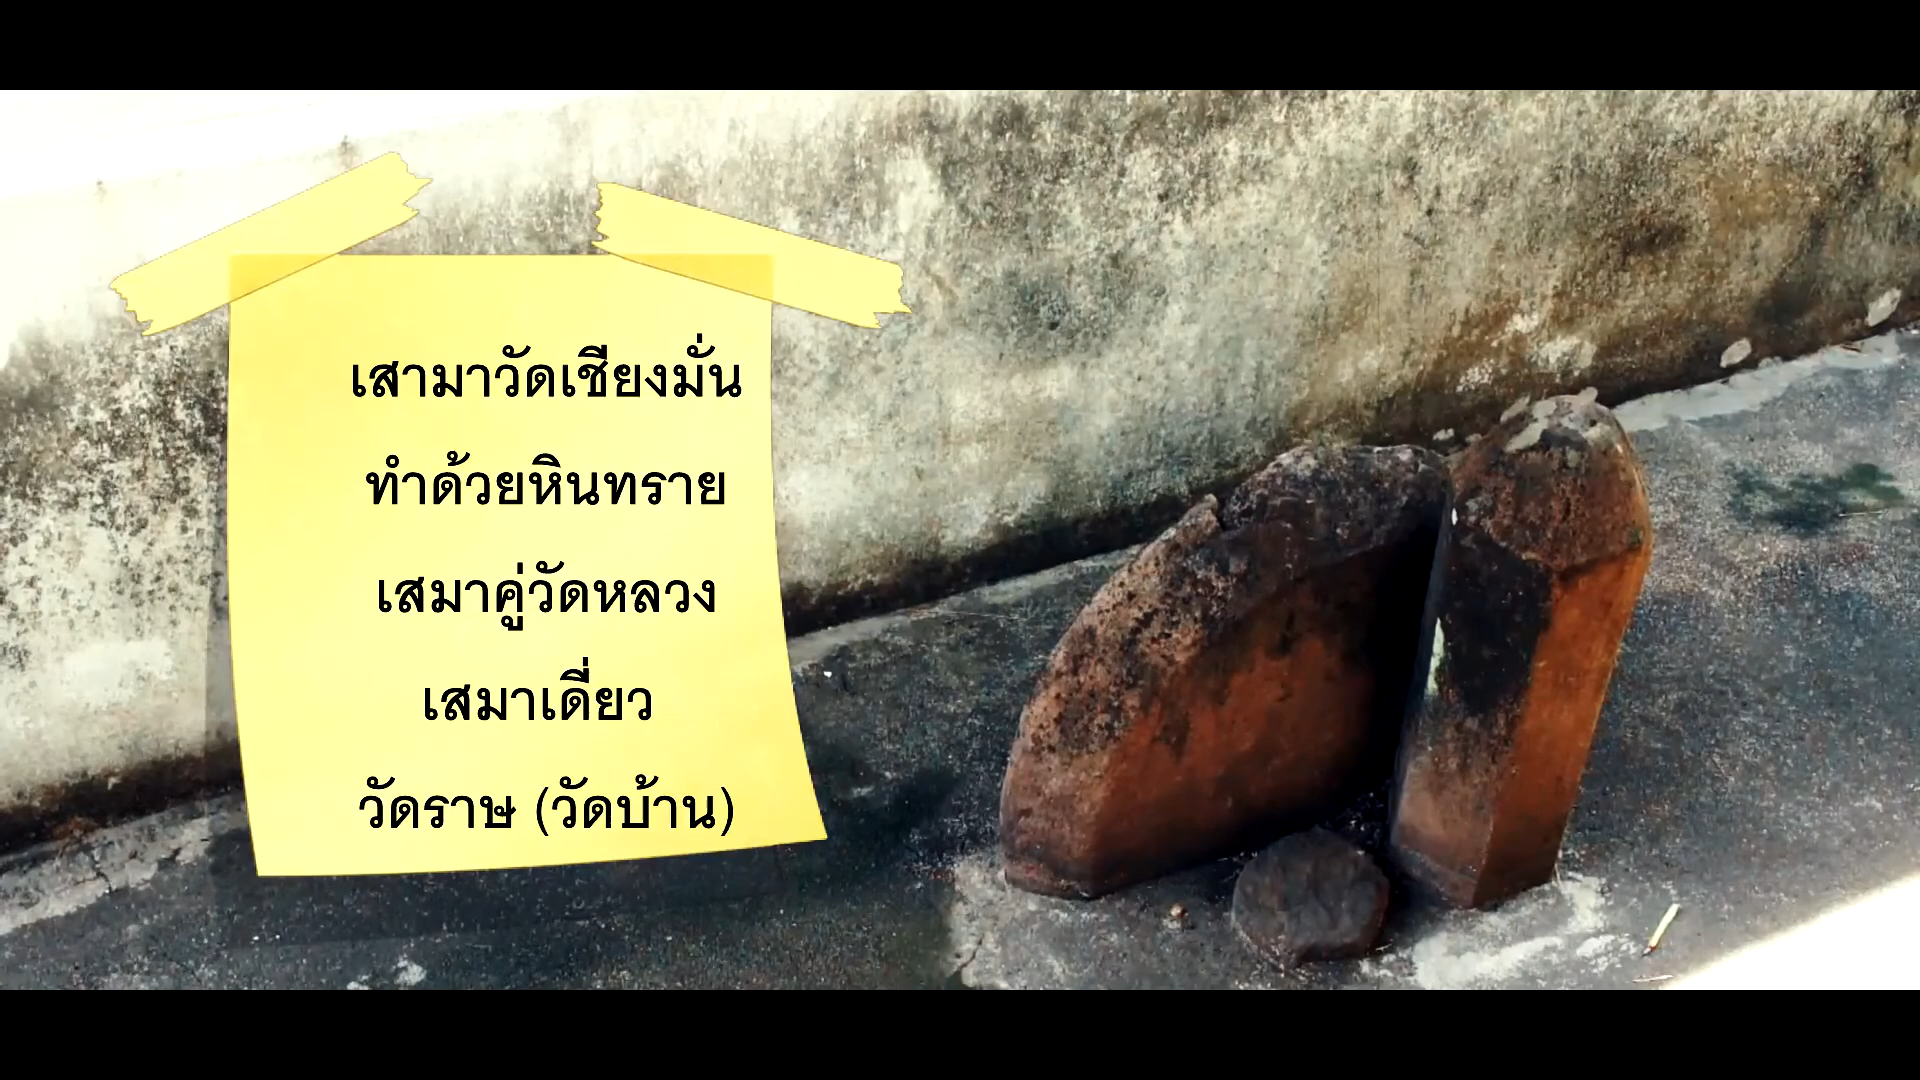 เสามาวัดเชียงมั่น
ทำด้วยหินทราย
เสมาคู่วัดหลวง
เสมาเดี่ยว
วัดราษ (วัดบ้าน)